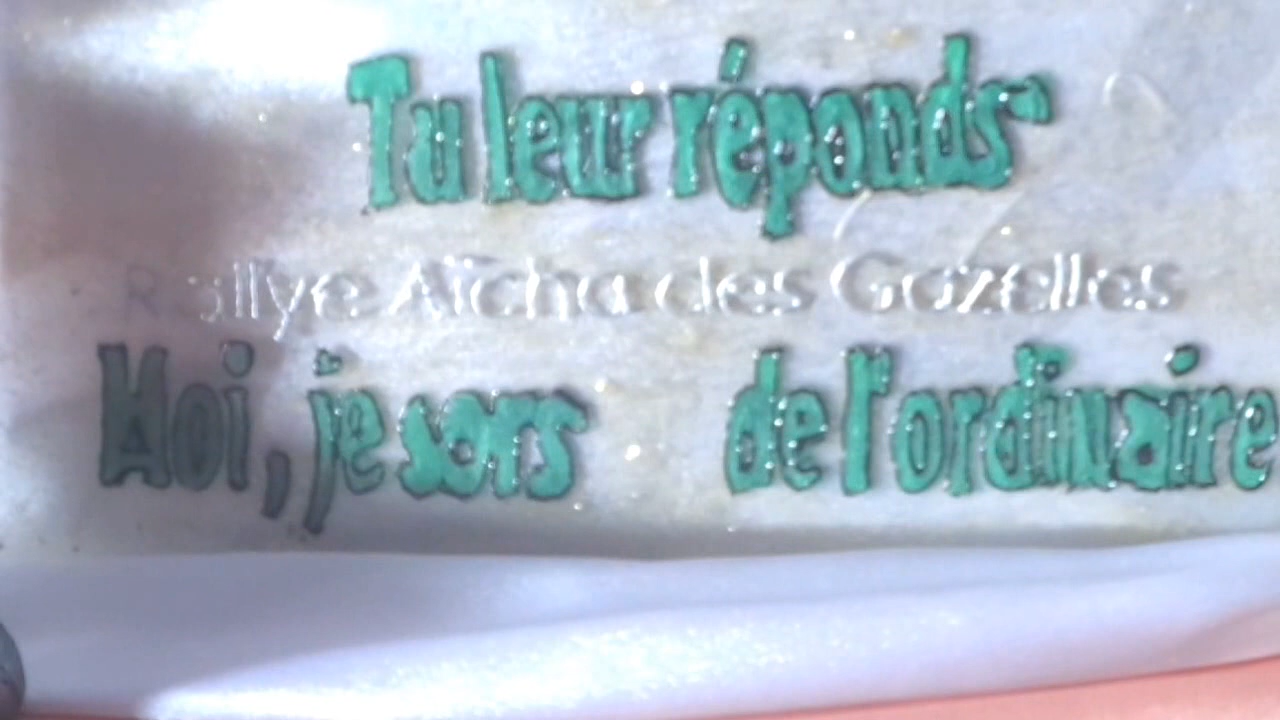 Tu leur réponds
Rallye Aïcha des Gazelles
Moi, je sors de l'ordinaire